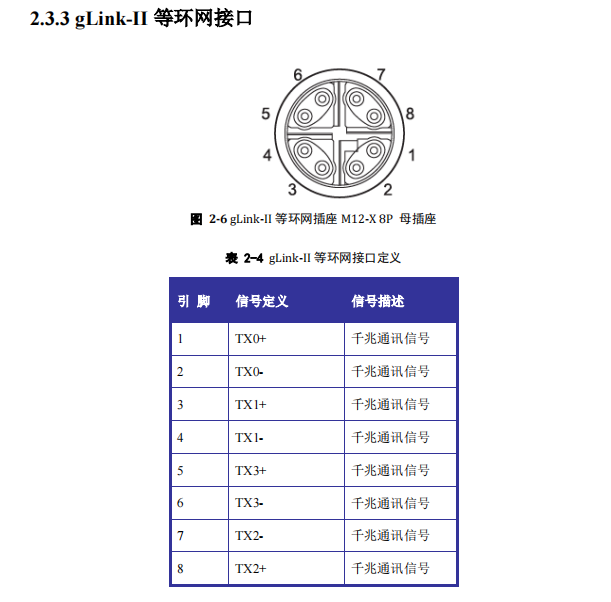 2.3.3 gLink-II 等环网接口
6 7
5 8
4 1
3 2
图 2-6 gLink-II 等环网插座 M12-X 8P 母插座
表 2-4 gLink-II 等环网接口定义
引 脚 信号定义 信号描述
1 TX0+ 千兆通讯信号
2 TX0- 千兆通讯信号
3 TX1+ 千兆通讯信号
4 TX1- 千兆通讯信号
5 TX3+ 千兆通讯信号
6 TX3- 千兆通讯信号
7 TX2- 千兆通讯信号
8 TX2+ 千兆通讯信号